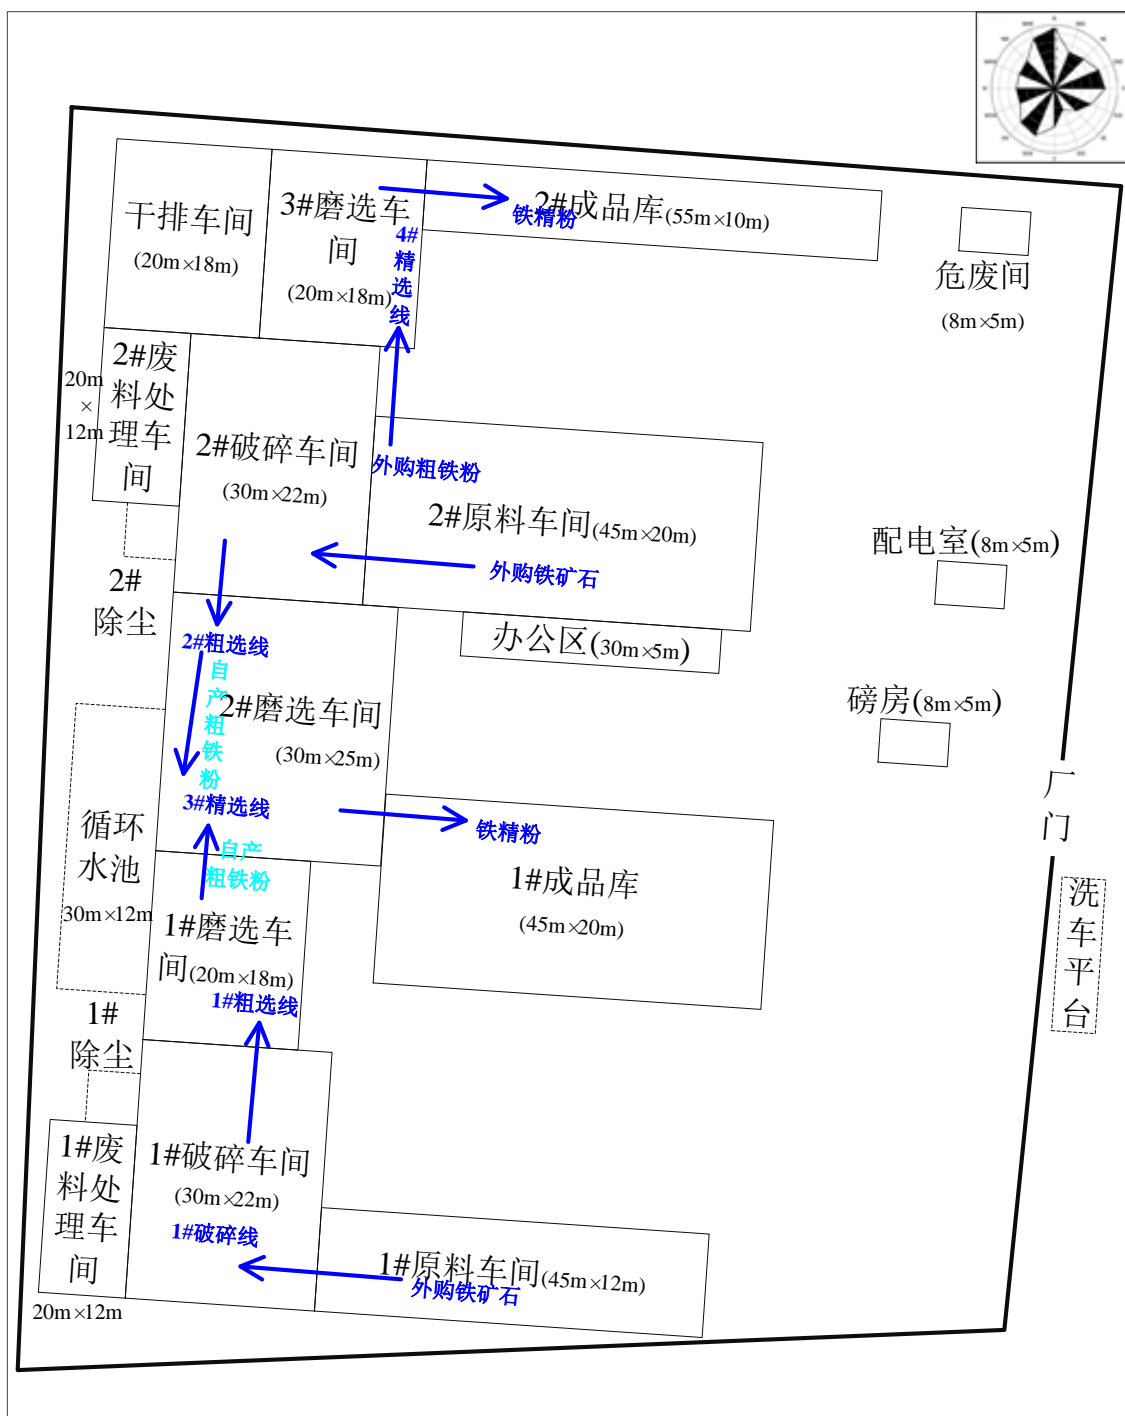 干排车间
(20m×18m)
3#磨选车
间
(20m×18m)
4#
精
选
线
2#成品库(55m×10m)
铁精粉
危废间
(8m×5m)
2#废
料处
理车
间
20m
×
12m
2#破碎车间
(30m×22m)
外购粗铁粉
2#原料车间(45m×20m)
外购铁矿石
配电室(8m×5m)
2#
除尘
办公区(30m×5m)
2#粗选线
自
产
粗
铁
粉
2#磨选车间
(30m×25m)
3#精选线
磅房(8m×5m)
厂
门
循环
水池
30m×12m
铁精粉
1#成品库
(45m×20m)
自产
粗铁粉
1#磨选车
间(20m×18m)
1#粗选线
洗
车
平
台
1#
除尘
1#废
料处
理车
间
20m×12m
1#破碎车间
(30m×22m)
1#破碎线
1#原料车间(45m×12m)
外购铁矿石